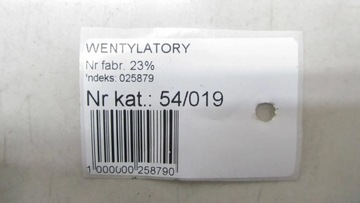 WENTYLATORY
Nr fabr. 23%
Indeks: 025879
Nr kat.: 54/019
1 000000 258790